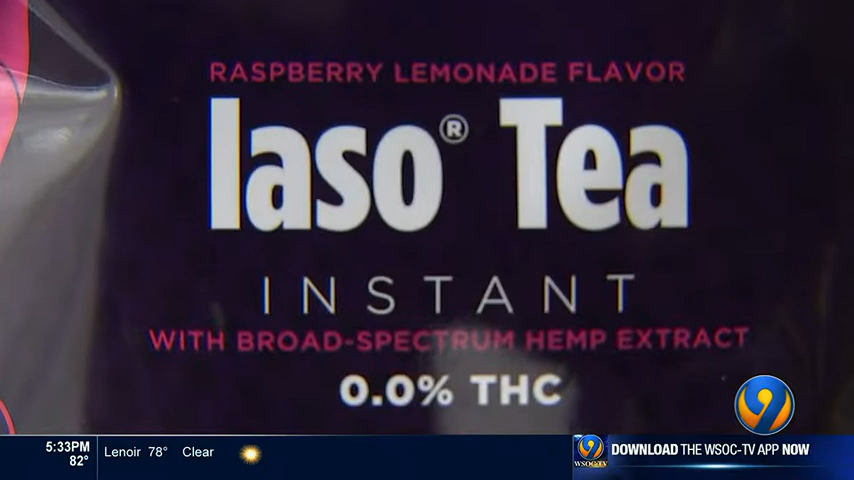 RASPBERRY LEMONADE FLAVOR
Iaso® Tea
INSTANT
WITH BROAD-SPECTRUM HEMP EXTRACT
0.0% THC
9
5:33PM
82°
Lenoir 78° Clear
9
WSOC-TV
DOWNLOAD THE WSOC-TV APP NOW